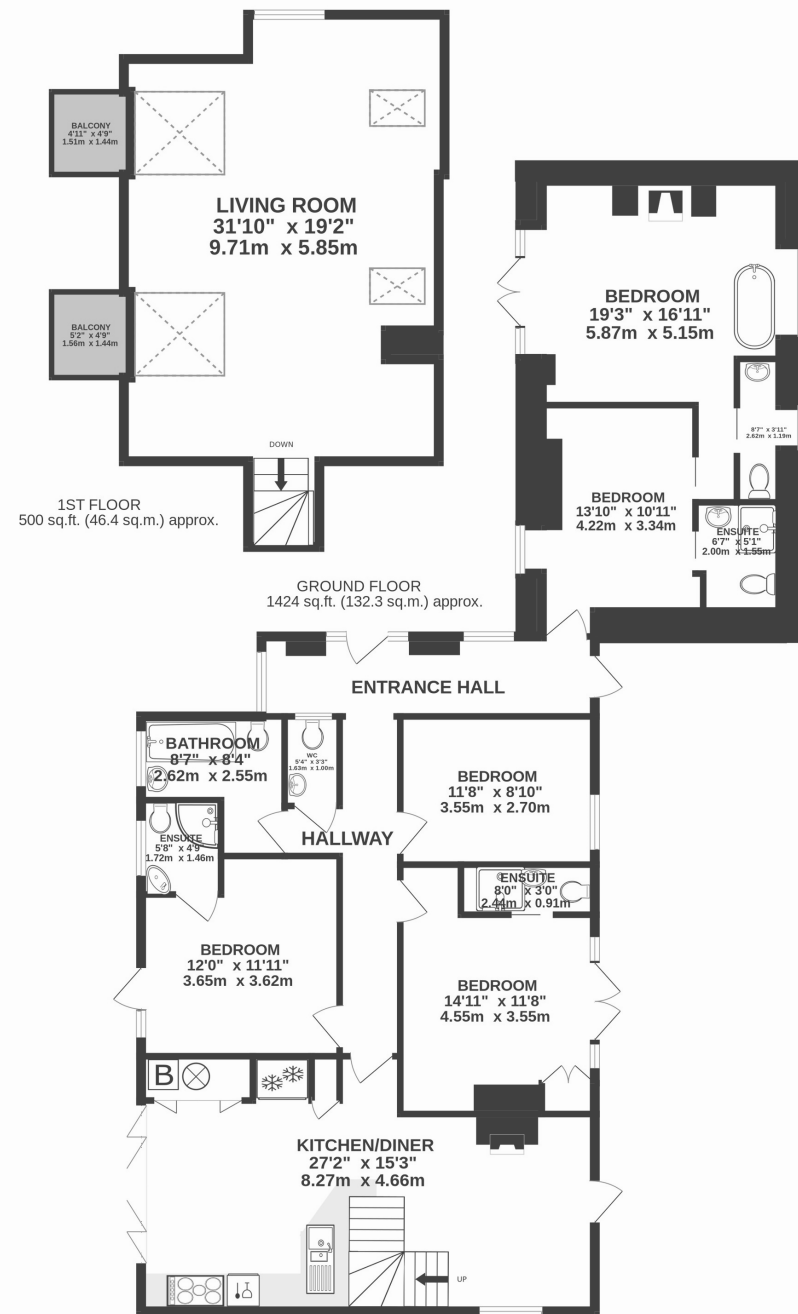 BALCONY
4'11" x 4'9"
1.51m x 1.44m
LIVING ROOM
31'10" x 19'2"
9.71m x 5.85m
BALCONY
5'2" x 4'9"
1.56m x 1.44m
DOWN
1ST FLOOR
500 sq.ft. (46.4 sq.m.) approx.
BEDROOM
19'3" x 16'11"
5.87m x 5.15m
8'7" x 3'11"
2.62m x 1.19m
BEDROOM
13'10" x 10'11"
4.22m x 3.34m
ENSUITE
6'7" x 5'1"
2.00m x 1.55m
GROUND FLOOR
1424 sq.ft. (132.3 sq.m.) approx.
ENTRANCE HALL
BATHROOM
8'7" x 8'4"
2.62m x 2.55m
WC
5'4" x 3'3"
1.63m x 1.00m
BEDROOM
11'8" x 8'10"
3.55m x 2.70m
HALLWAY
ENSUITE
5'8" x 4'9"
1.72m x 1.46m
ENSUITE
8'0" x 3'0"
2.44m x 0.91m
BEDROOM
12'0" x 11'11"
3.65m x 3.62m
BEDROOM
14'11" x 11'8"
4.55m x 3.55m
B
KITCHEN/DINER
27'2" x 15'3"
8.27m x 4.66m
UP